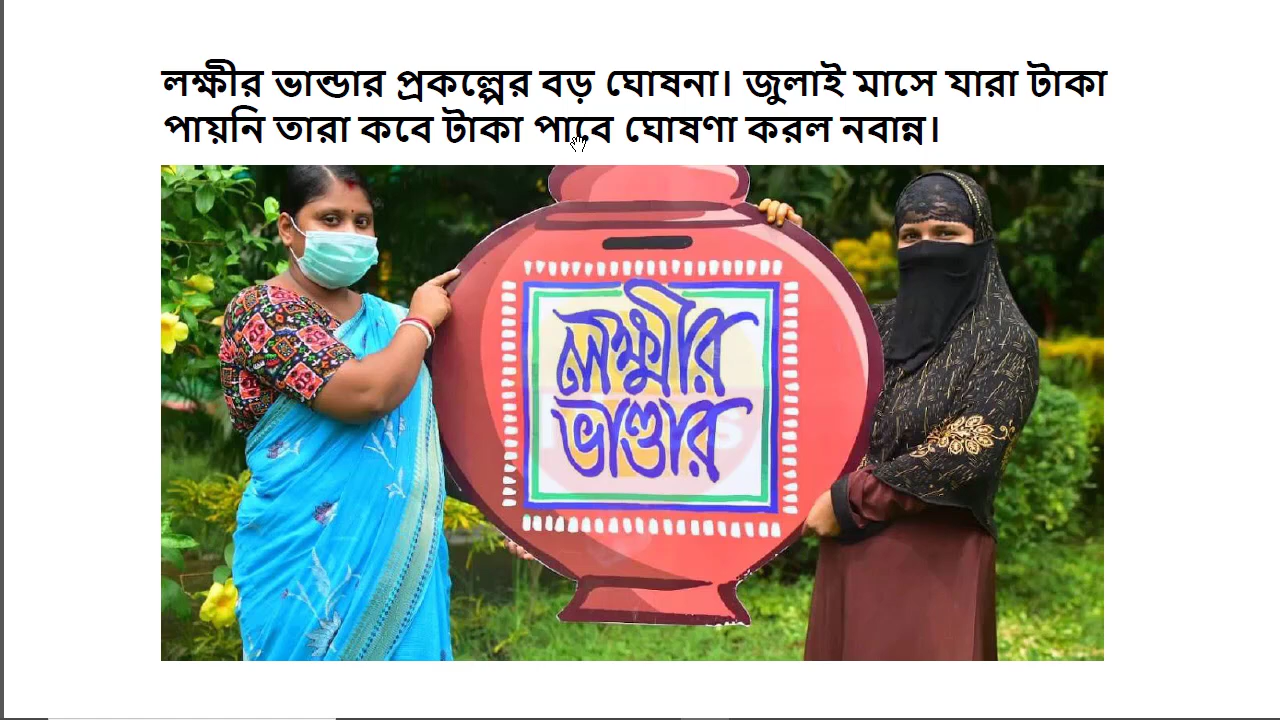 লক্ষীর ভান্ডার প্রকল্পের বড় ঘোষনা। জুলাই মাসে যারা টাকা
পায়নি তারা কবে টাকা পাবে ঘোষণা করল নবান্ন।
লক্ষ্মীর
ভাণ্ডার